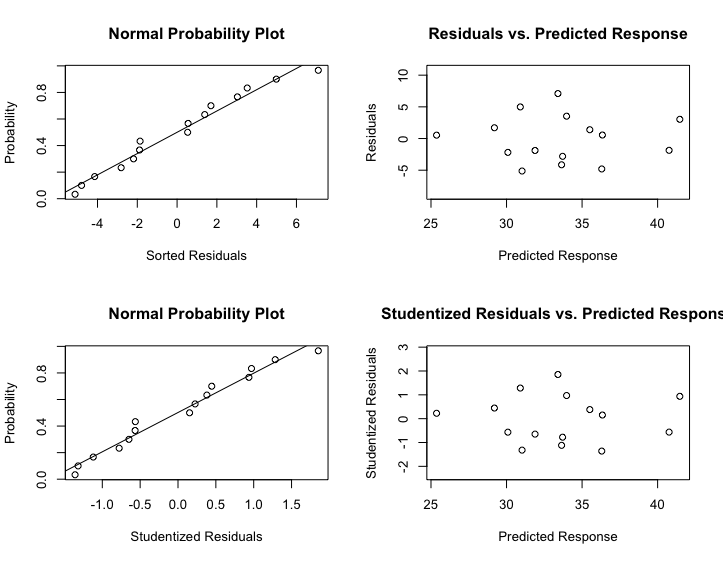 Normal Probability Plot
Probability
0.0 0.4 0.8
-4 -2 0 2 4 6
Sorted Residuals
Residuals vs. Predicted Response
Residuals
-5 0 5 10
25 30 35 40
Predicted Response
Normal Probability Plot
Probability
0.0 0.4 0.8
-1.0 -0.5 0.0 0.5 1.0 1.5
Studentized Residuals
Studentized Residuals vs. Predicted Respons
Studentized Residuals
-2 -1 0 1 2 3
25 30 35 40
Predicted Response